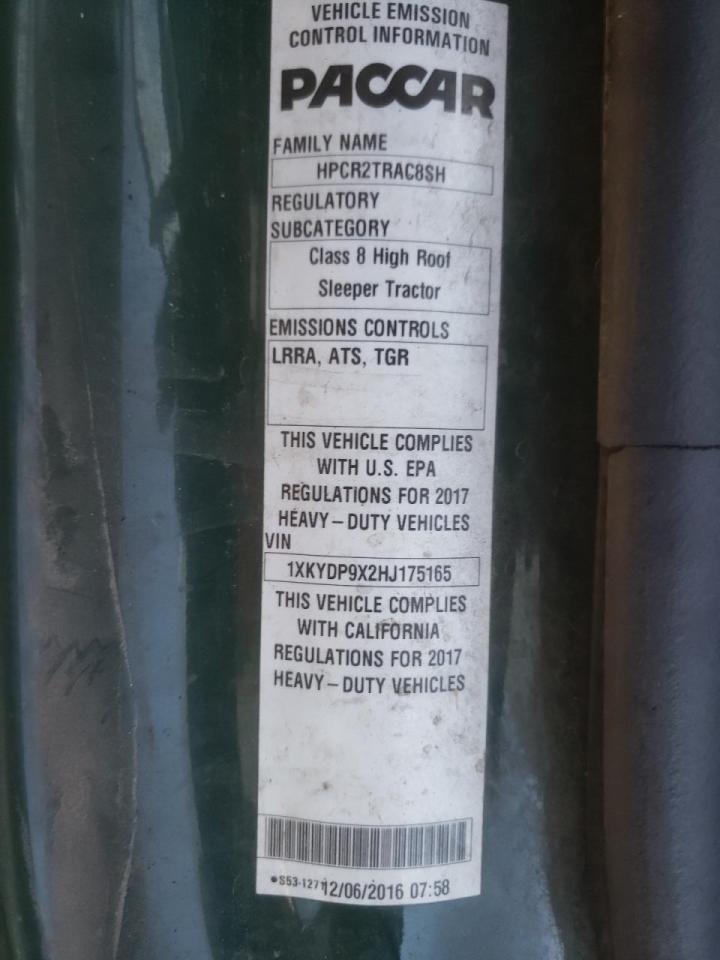 VEHICLE EMISSION
CONTROL INFORMATION
PACCAR
FAMILY NAME
HPCR2TRAC8SH
REGULATORY
SUBCATEGORY
Class 8 High Roof
Sleeper Tractor
EMISSIONS CONTROLS
LRRA, ATS, TGR
THIS VEHICLE COMPLIES
WITH U.S. EPA
REGULATIONS FOR 2017
HEAVY – DUTY VEHICLES
VIN
1XKYDP9X2HJ175165
THIS VEHICLE COMPLIES
WITH CALIFORNIA
REGULATIONS FOR 2017
HEAVY – DUTY VEHICLES
12/06/2016 07:58